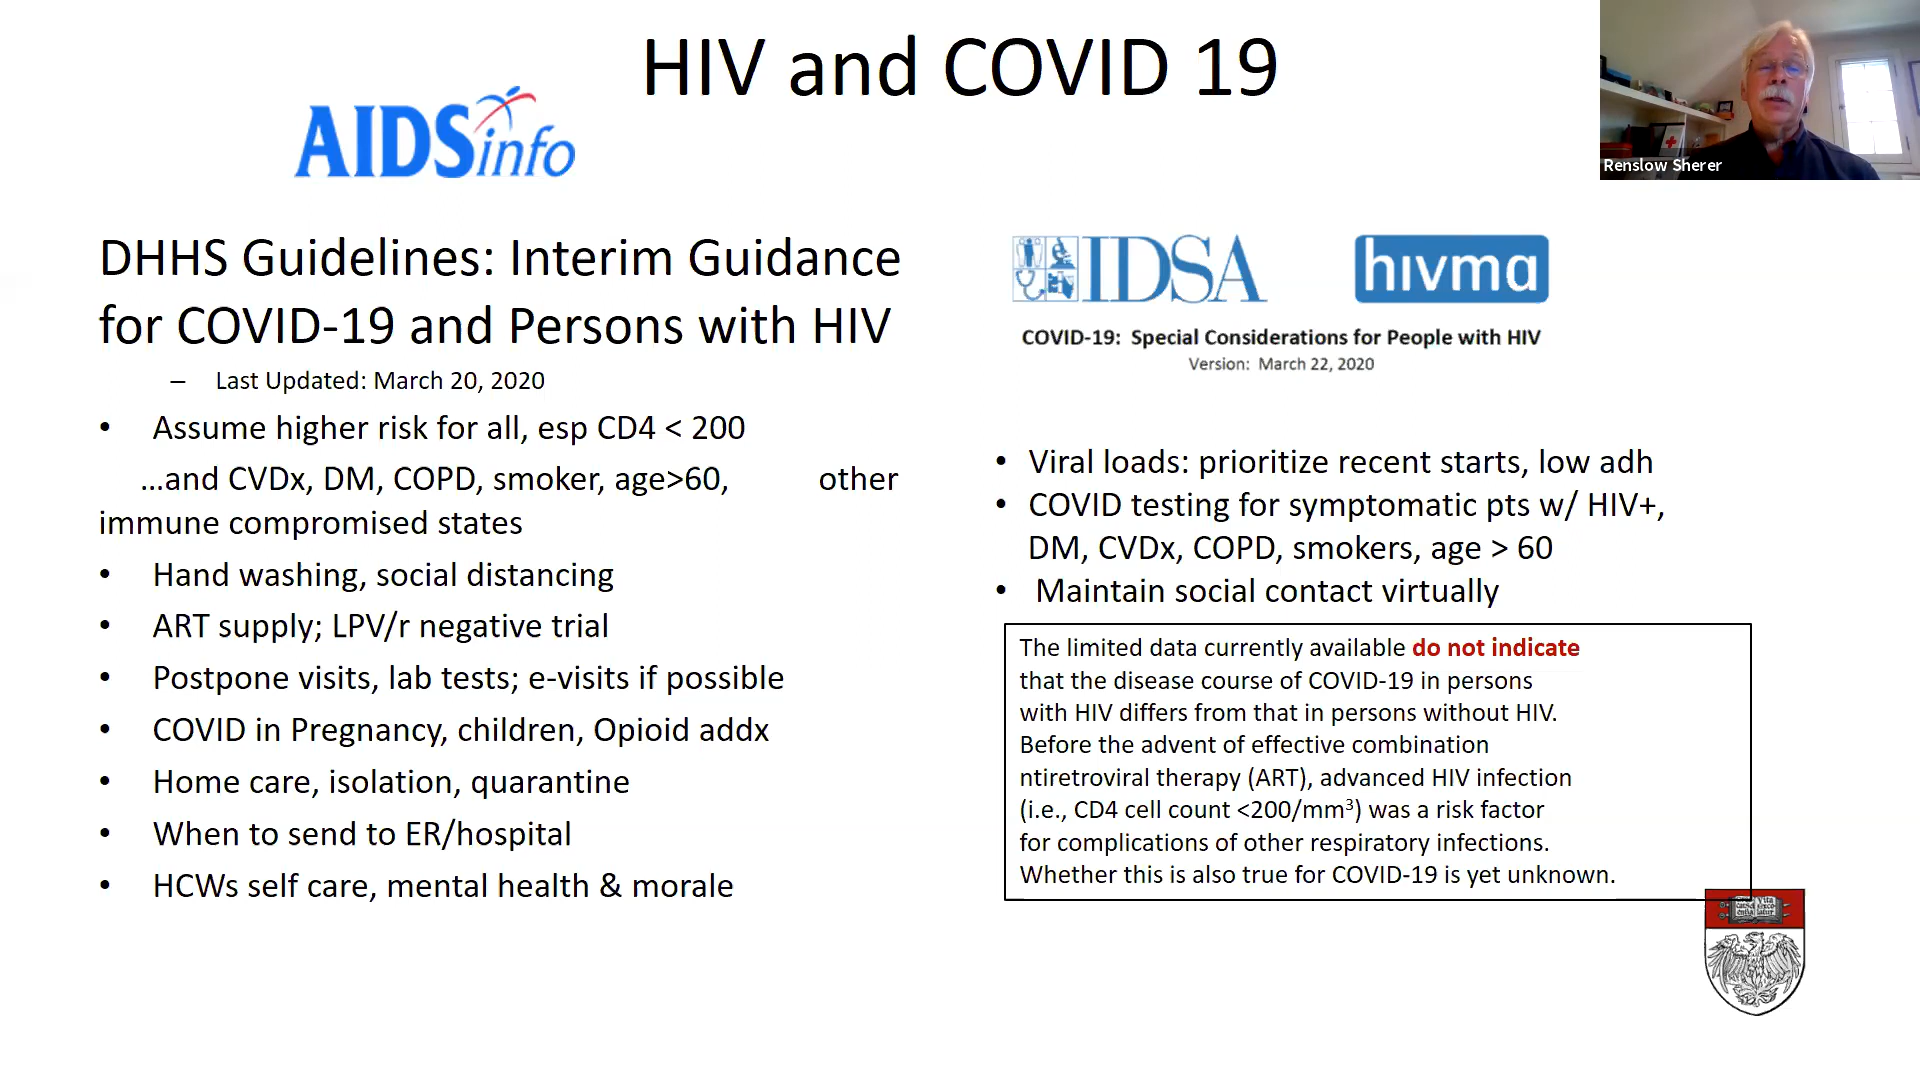 HIV and COVID 19
AIDSinfo
Renslow Sherer
DHHS Guidelines: Interim Guidance
for COVID-19 and Persons with HIV
– Last Updated: March 20, 2020
• Assume higher risk for all, esp CD4 < 200
...and CVDx, DM, COPD, smoker, age>60, other
immune compromised states
• Hand washing, social distancing
• ART supply; LPV/r negative trial
• Postpone visits, lab tests; e-visits if possible
• COVID in Pregnancy, children, Opioid addx
• Home care, isolation, quarantine
• When to send to ER/hospital
• HCWs self care, mental health & morale
IDSA
hivma
COVID-19: Special Considerations for People with HIV
Version: March 22, 2020
• Viral loads: prioritize recent starts, low adh
• COVID testing for symptomatic pts w/ HIV+,
DM, CVDx, COPD, smokers, age > 60
• Maintain social contact virtually
The limited data currently available do not indicate
that the disease course of COVID-19 in persons
with HIV differs from that in persons without HIV.
Before the advent of effective combination
ntiretroviral therapy (ART), advanced HIV infection
(i.e., CD4 cell count <200/mm³) was a risk factor
for complications of other respiratory infections.
Whether this is also true for COVID-19 is yet unknown.